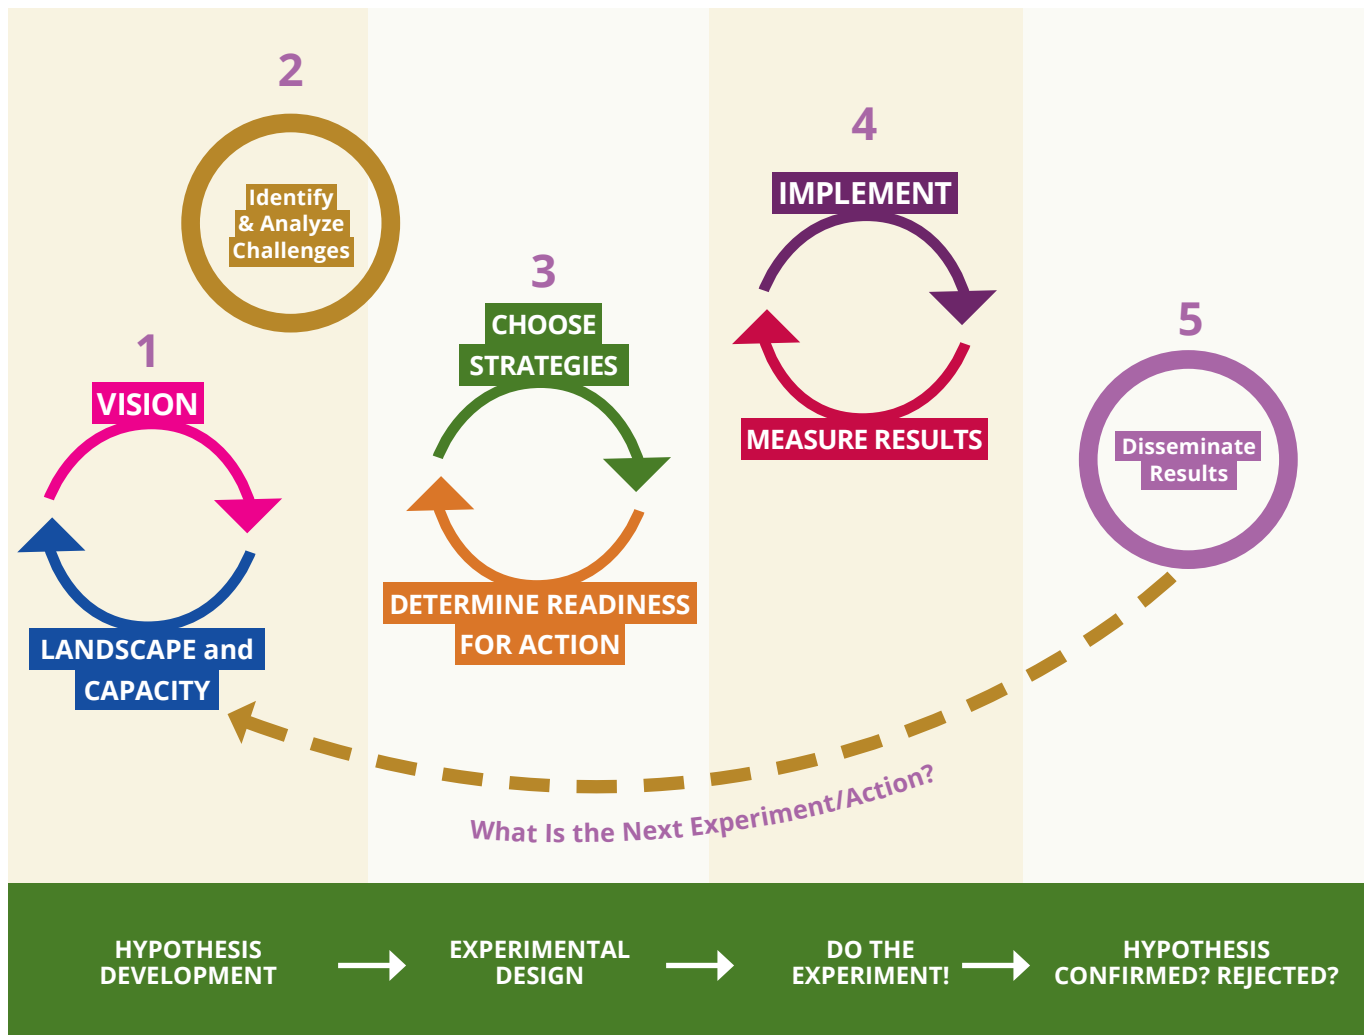 2
Identify
& Analyze
Challenges
1
VISION
LANDSCAPE and
CAPACITY
3
CHOOSE
STRATEGIES
DETERMINE READINESS
FOR ACTION
4
IMPLEMENT
MEASURE RESULTS
5
Disseminate
Results
What Is the Next Experiment/Action?
HYPOTHESIS
DEVELOPMENT
EXPERIMENTAL
DESIGN
DO THE
EXPERIMENT!
HYPOTHESIS
CONFIRMED? REJECTED?